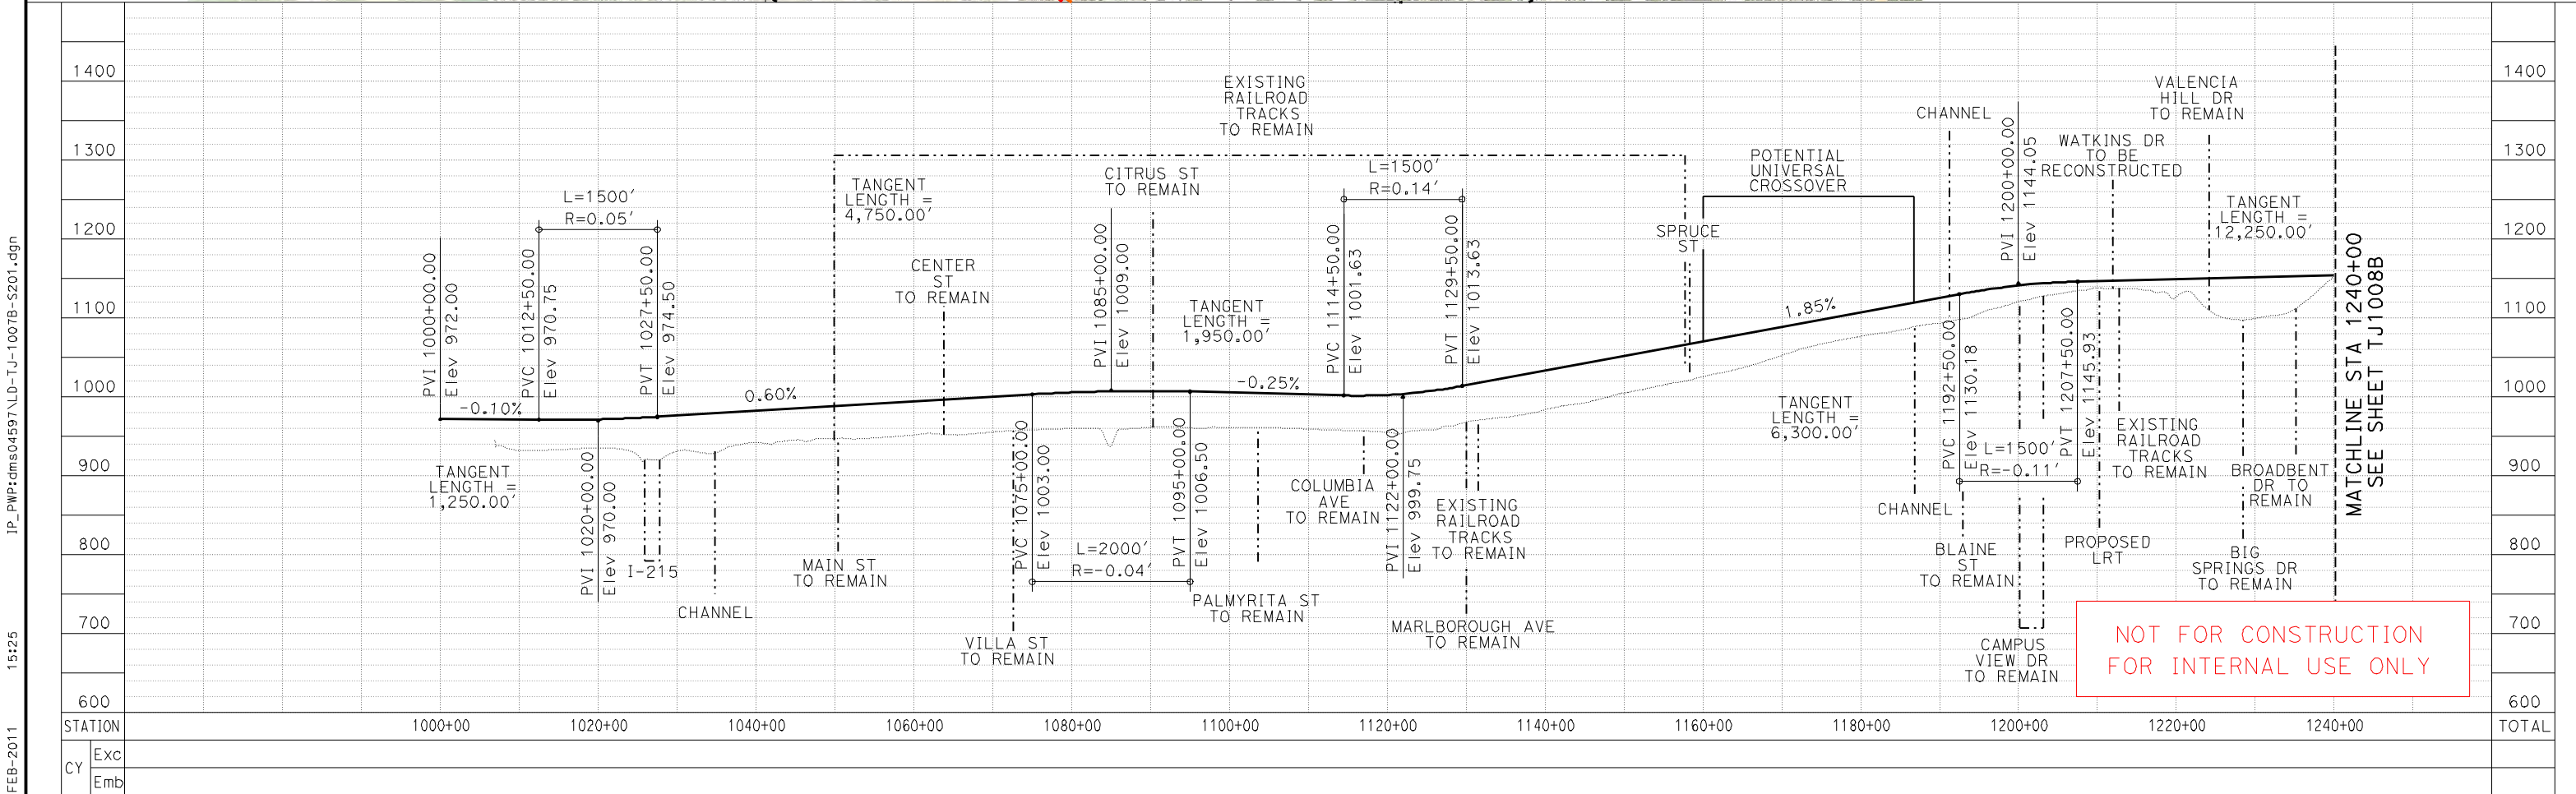 IP_PWP:dms04597\LD-TJ-1007B-S201.dgn
15:25
FEB-2011
1400
1300
1200
1100
1000
900
800
700
600
STATION
CY
Exc
Emb
PVI 1000+00.00
Elev 972.00
-0.10%
TANGENT
LENGTH =
1,250.00'
L=1500'
R=0.05'
PVC 1012+50.00
Elev 970.75
PVI 1020+00.00
Elev 970.00
PVT 1027+50.00
Elev 974.50
I-215
CHANNEL
0.60%
TANGENT
LENGTH =
4,750.00'
MAIN ST
TO REMAIN
CENTER
ST
TO REMAIN
VILLA ST
TO REMAIN
PVC 1075+00.00
Elev 1003.00
L=2000'
R=-0.04'
PVI 1085+00.00
Elev 1009.00
PVT 1095+00.00
Elev 1006.50
CITRUS ST
TO REMAIN
EXISTING
RAILROAD
TRACKS
TO REMAIN
TANGENT
LENGTH =
1,950.00'
-0.25%
PALMYRITA ST
TO REMAIN
COLUMBIA
AVE
TO REMAIN
L=1500'
R=0.14'
PVC 1114+50.00
Elev 1001.63
PVI 1122+00.00
Elev 999.75
PVT 1129+50.00
Elev 1013.63
EXISTING
RAILROAD
TRACKS
TO REMAIN
MARLBOROUGH AVE
TO REMAIN
SPRUCE
ST
POTENTIAL
UNIVERSAL
CROSSOVER
1.85%
TANGENT
LENGTH =
6,300.00'
CHANNEL
CHANNEL
PVC 1192+50.00
Elev 1130.18
L=1500'
R=-0.11'
PVI 1200+00.00
Elev 1144.05
PVT 1207+50.00
Elev 1145.93
BLAINE
ST
TO REMAIN
CAMPUS
VIEW DR
TO REMAIN
WATKINS DR
TO BE
RECONSTRUCTED
PROPOSED
LRT
EXISTING
RAILROAD
TRACKS
TO REMAIN
VALENCIA
HILL DR
TO REMAIN
TANGENT
LENGTH =
12,250.00'
BIG
SPRINGS DR
TO REMAIN
BROADBENT
DR TO
REMAIN
MATCHLINE STA 1240+00
SEE SHEET TJ1008B
NOT FOR CONSTRUCTION
FOR INTERNAL USE ONLY
1000+00
1020+00
1040+00
1060+00
1080+00
1100+00
1120+00
1140+00
1160+00
1180+00
1200+00
1220+00
1240+00
1400
1300
1200
1100
1000
900
800
700
600
TOTAL